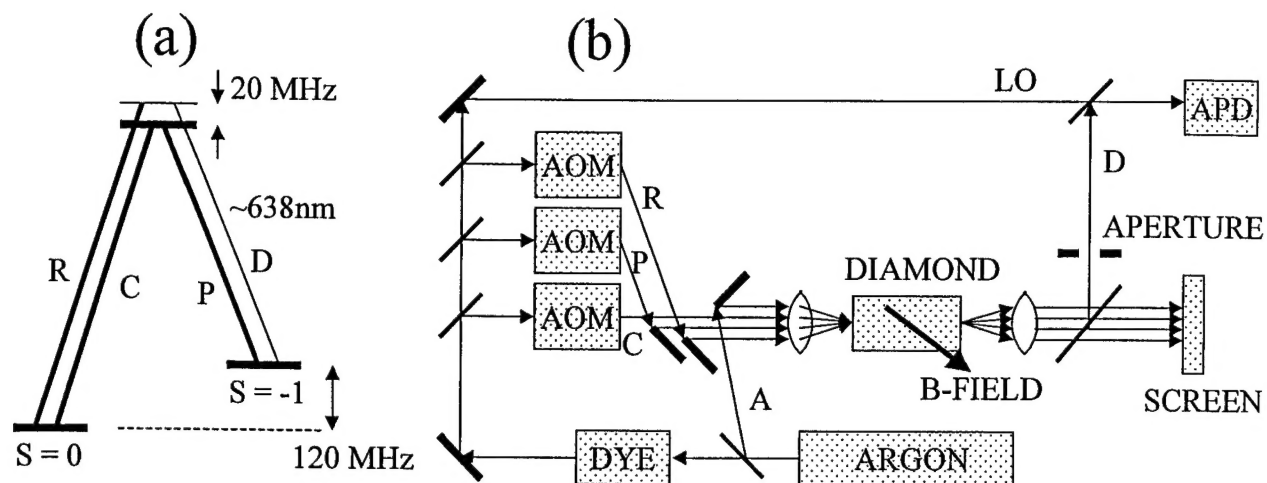 (a)
20 MHz
~638nm
R
C
P
D
S = -1
S = 0
120 MHz
(b)
LO
APD
AOM
R
D
AOM
P
APERTURE
DIAMOND
AOM
C
B-FIELD
A
SCREEN
DYE
ARGON